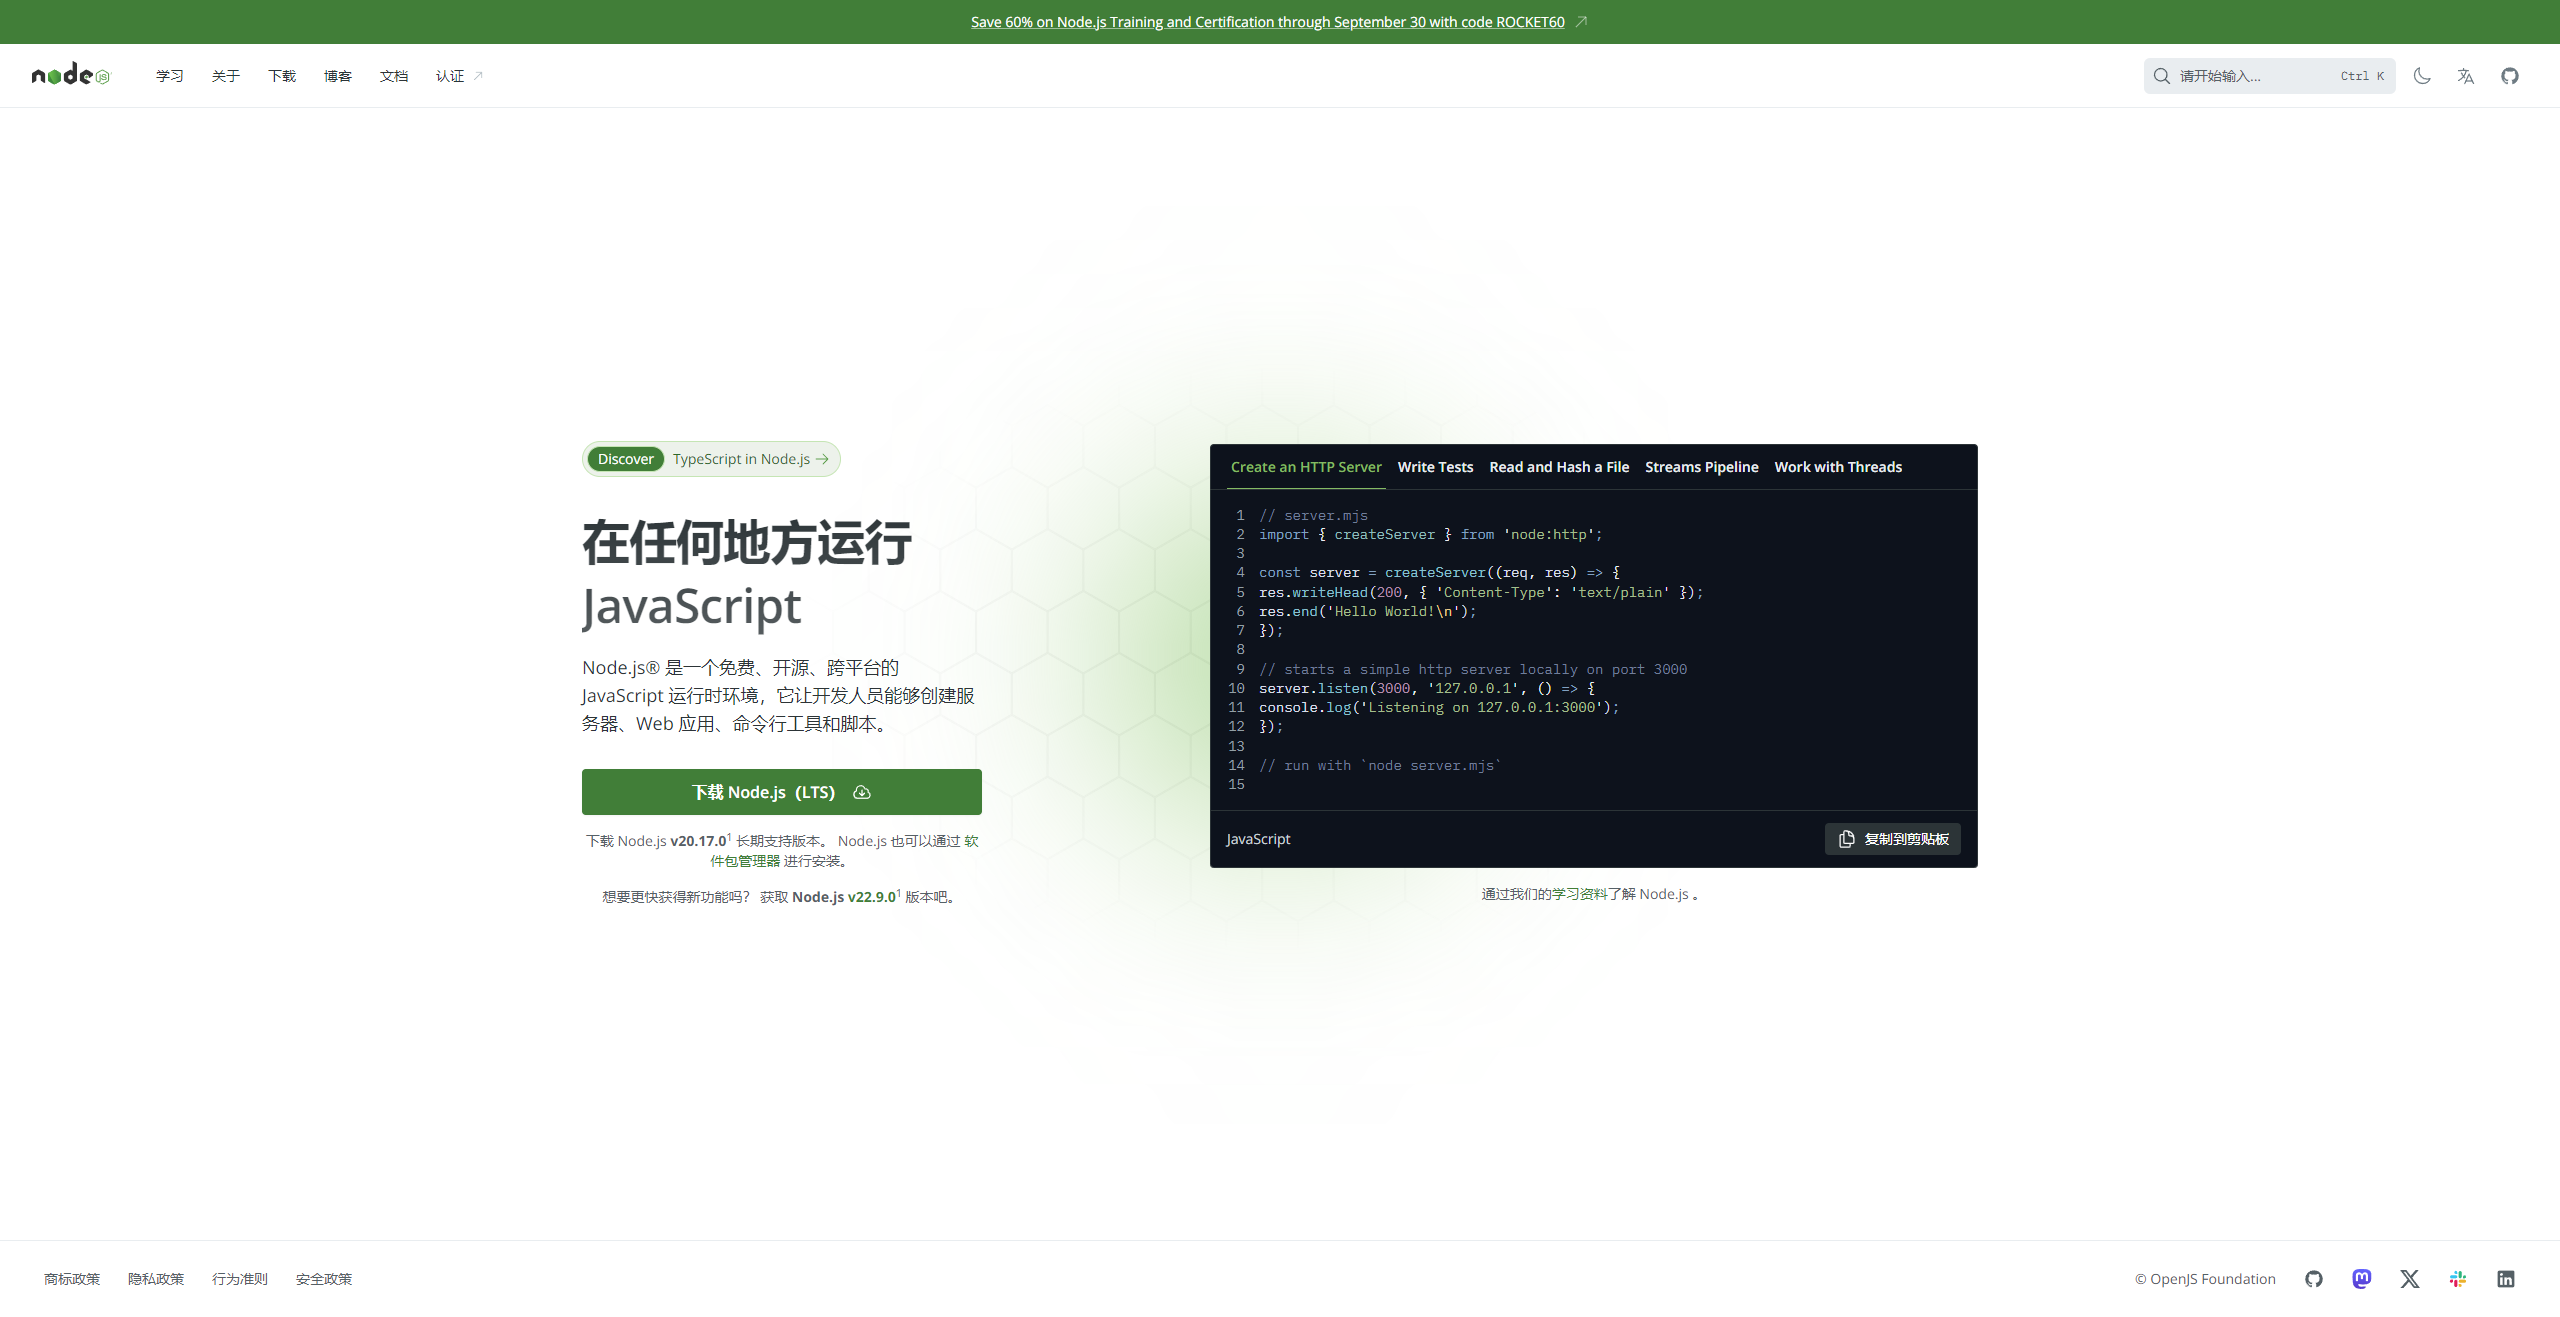 Save 60% on Node.js Training and Certification through September 30 with code ROCKET60
node js
学习 关于 下载 博客 文档 认证
请开始输入... Ctrl K
Discover TypeScript in Node.js
在任何地方运行
JavaScript
Node.js® 是一个免费、开源、跨平台的
JavaScript 运行时环境，它让开发人员能够创建服
务器、Web 应用、命令行工具和脚本。
下载 Node.js（LTS）
下载 Node.js v20.17.0¹ 长期支持版本。 Node.js 也可以通过 软
件包管理器 进行安装。
想要更快获得新功能吗？ 获取 Node.js v22.9.0¹ 版本吧。
Create an HTTP Server Write Tests Read and Hash a File Streams Pipeline Work with Threads
1 // server.mjs
2 import { createServer } from 'node:http';
3
4 const server = createServer((req, res) => {
5 res.writeHead(200, { 'Content-Type': 'text/plain' });
6 res.end('Hello World!\n');
7 });
8
9 // starts a simple http server locally on port 3000
10 server.listen(3000, '127.0.0.1', () => {
11 console.log('Listening on 127.0.0.1:3000');
12 });
13
14 // run with `node server.mjs`
15
JavaScript 复制到剪贴板
通过我们的学习资料了解 Node.js 。
商标政策 隐私政策 行为准则 安全政策
© OpenJS Foundation